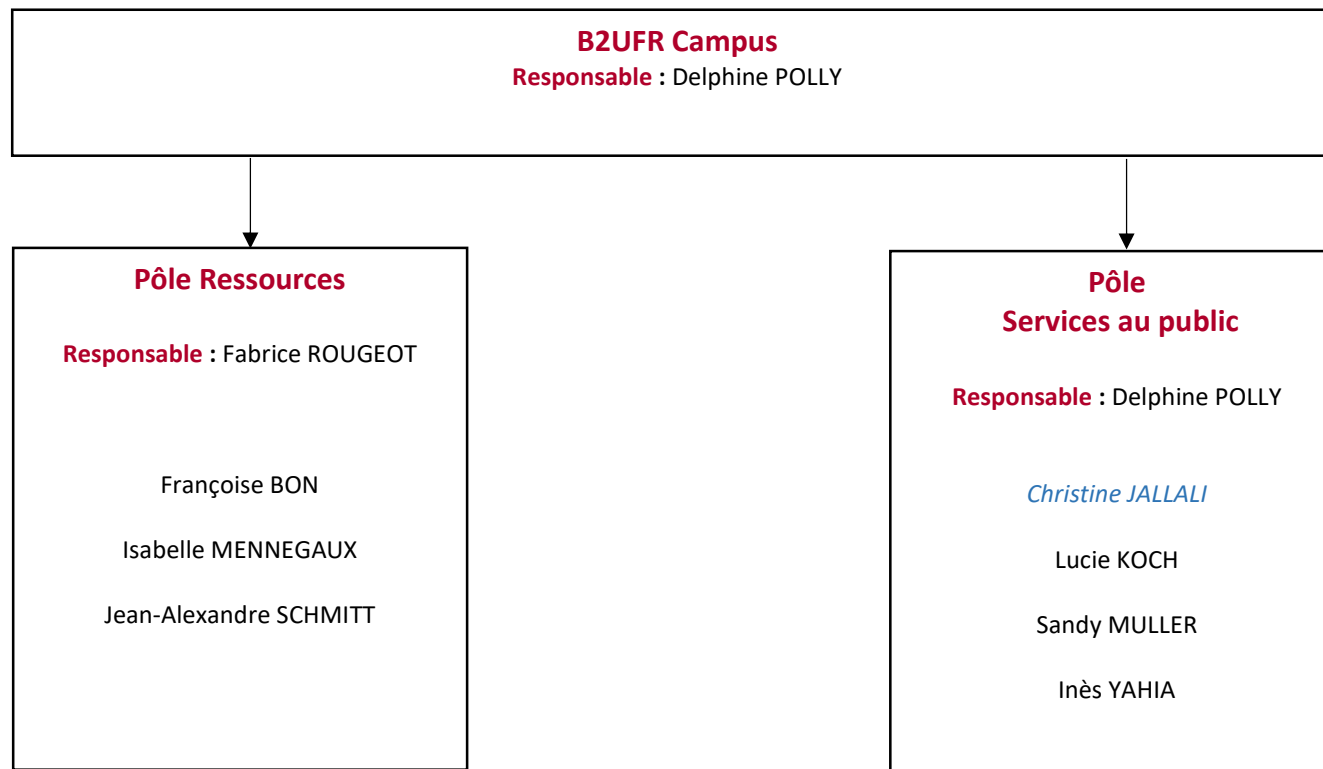 B2UFR Campus
Responsable : Delphine POLLY
Pôle Ressources
Responsable : Fabrice ROUGEOT
Françoise BON
Isabelle MENNEGAUX
Jean-Alexandre SCHMITT
Pôle
Services au public
Responsable : Delphine POLLY
Christine JALLALI
Lucie KOCH
Sandy MULLER
Inès YAHIA